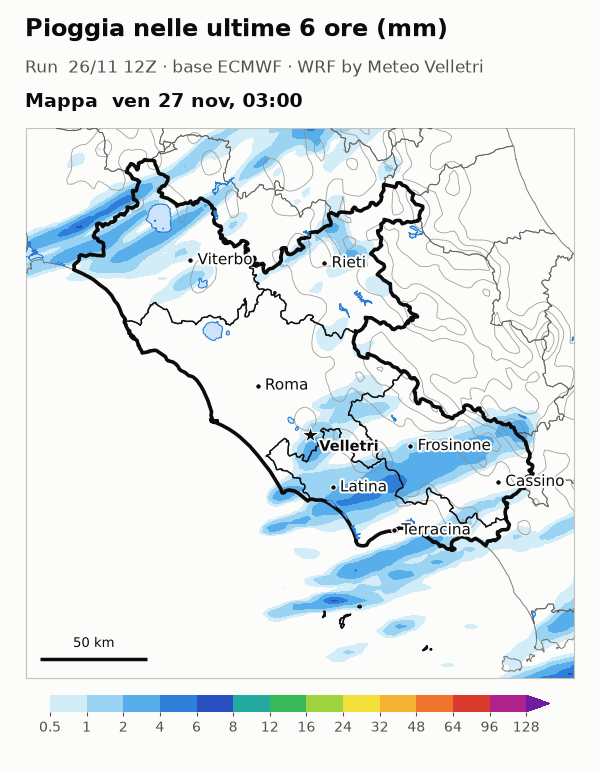 Pioggia nelle ultime 6 ore (mm)
Run  26/11 12Z · base ECMWF · WRF by Meteo Velletri
Mappa  ven 27 nov, 03:00
Viterbo
Rieti
Roma
Velletri
Frosinone
Latina
Cassino
Terracina
50 km
0.5 1 2 4 6 8 12 16 24 32 48 64 96 128